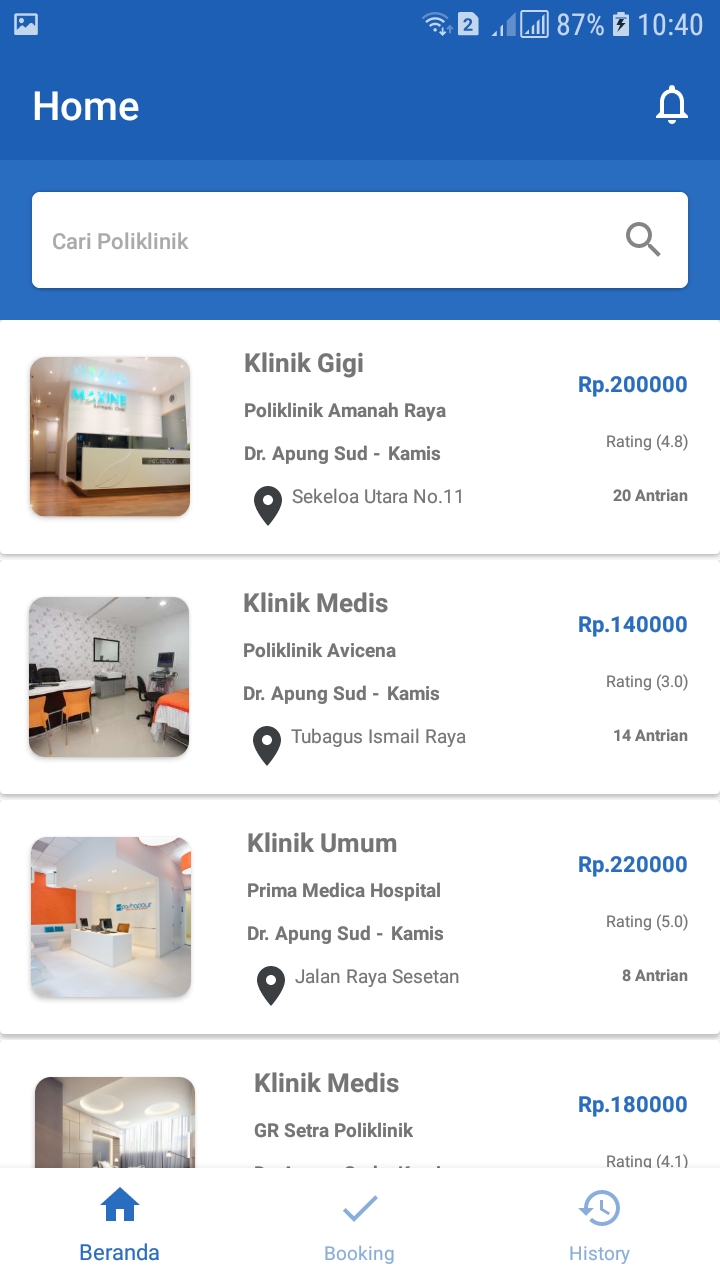 2 87% 10:40
Home
Cari Poliklinik
MAXINE
Klinik Gigi
Rp.200000
Poliklinik Amanah Raya
Rating (4.8)
Dr. Apung Sud - Kamis
Sekeloa Utara No.11
20 Antrian
Klinik Medis
Rp.140000
Poliklinik Avicena
Rating (3.0)
Dr. Apung Sud - Kamis
Tubagus Ismail Raya
14 Antrian
Klinik Umum
Rp.220000
Prima Medica Hospital
Rating (5.0)
Dr. Apung Sud - Kamis
Jalan Raya Sesetan
8 Antrian
Klinik Medis
Rp.180000
GR Setra Poliklinik
Rating (4.1)
Beranda
Booking
History